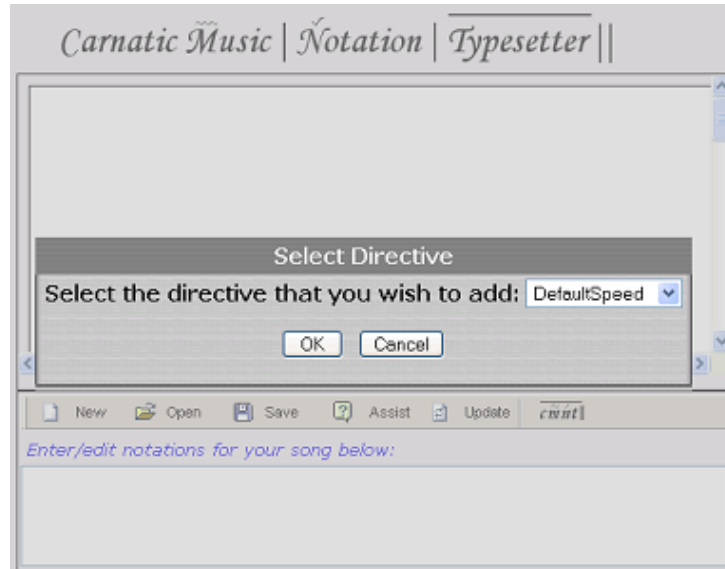 Carnatic Music | Notation | Typesetter ||
Select Directive
Select the directive that you wish to add: DefaultSpeed
OK Cancel
New Open Save Assist Update cmnt||
Enter/edit notations for your song below: